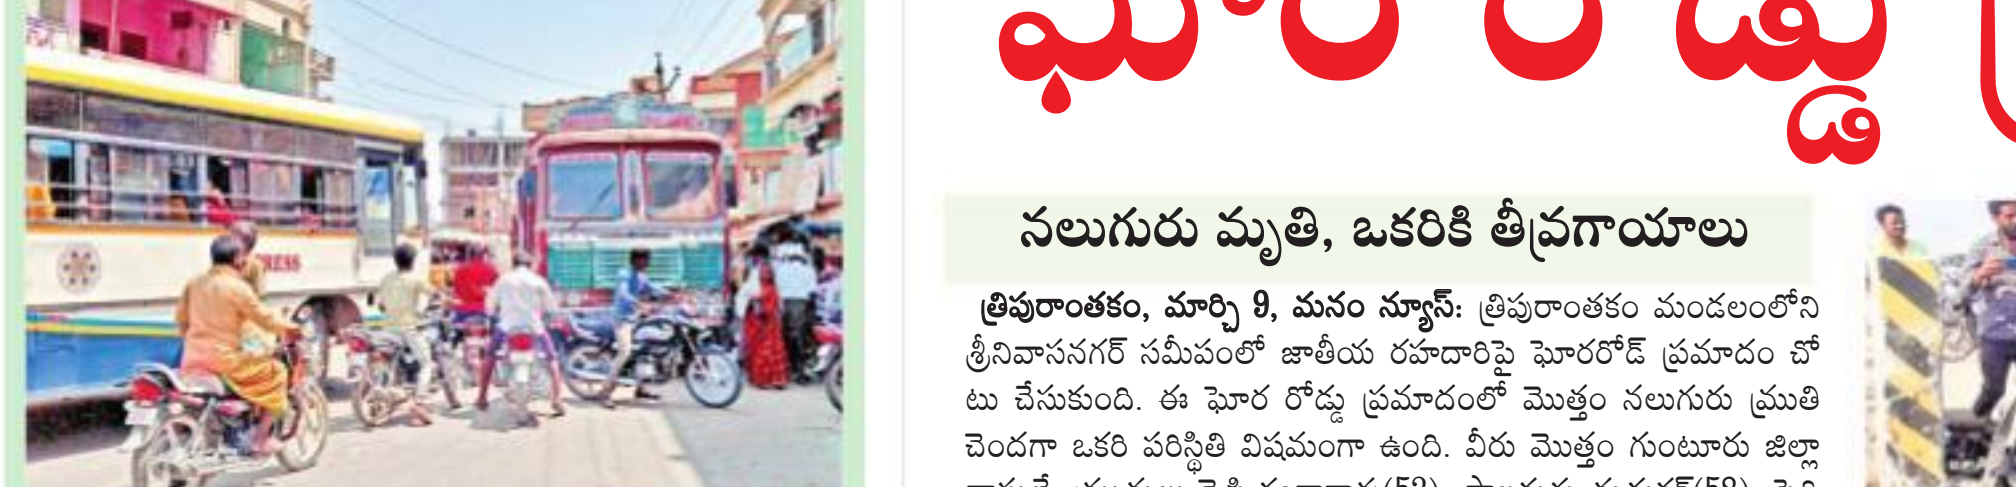 ఘోర రోడ్డు
నలుగురు మృతి, ఒకరికి తీవ్రగాయాలు
త్రిపురాంతకం, మార్చి 9, మనం న్యూస్: త్రిపురాంతకం మండలంలోని
శ్రీనివాసనగర్ సమీపంలో జాతీయ రహదారిపై ఘోరరోడ్ ప్రమాదం చో
టు చేసుకుంది. ఈ ఘోర రోడ్డు ప్రమాదంలో మొత్తం నలుగురు మ్రుతి
చెందగా ఒకరి పరిస్థితి విషమంగా ఉంది. వీరు మొత్తం గుంటూరు జిల్లా